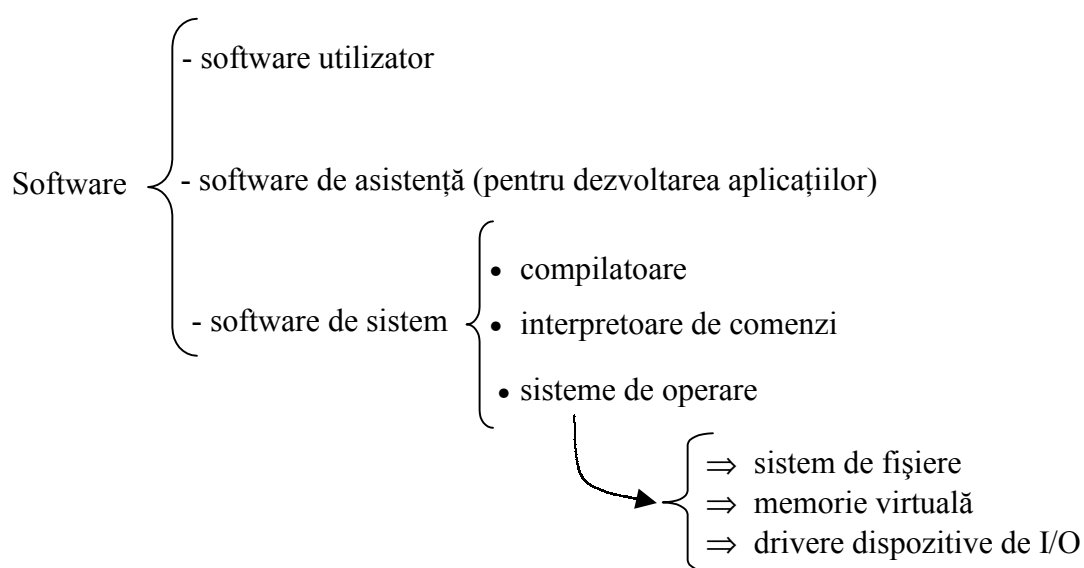 - software utilizator
Software
- software de asistență (pentru dezvoltarea aplicațiilor)
• compilatoare
- software de sistem
• interpretoare de comenzi
• sisteme de operare
⇒ sistem de fişiere
⇒ memorie virtuală
⇒ drivere dispozitive de I/O